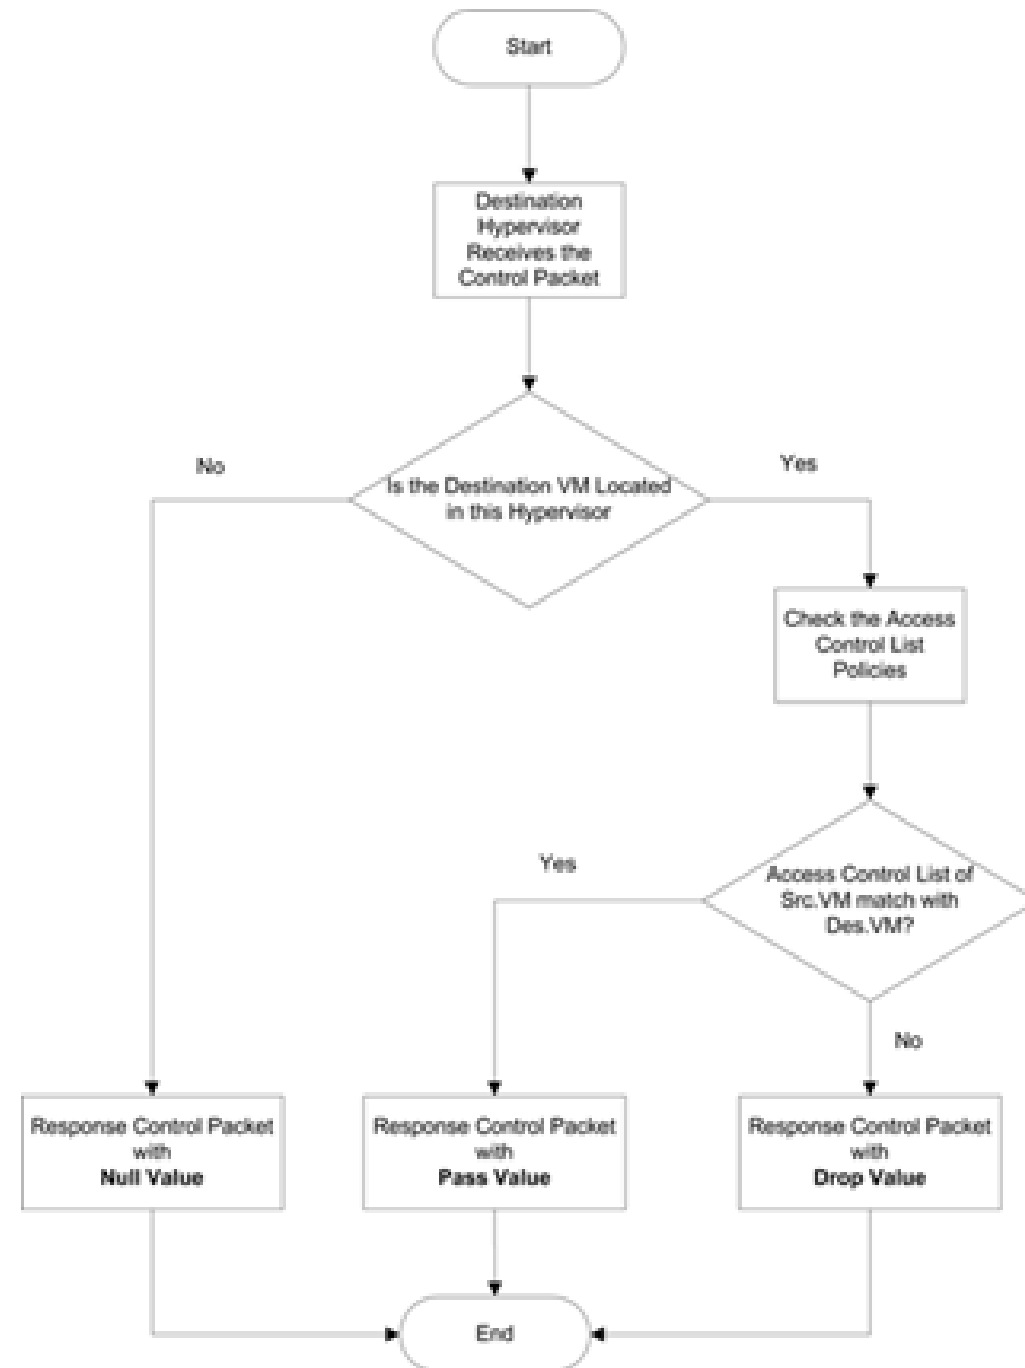 Start
Destination
Hypervisor
Receives the
Control Packet
No
Yes
Is the Destination VM Located
in this Hypervisor
Check the Access
Control List
Policies
Yes
Access Control List of
Src.VM match with
Des.VM?
No
Response Control Packet
with
Null Value
Response Control Packet
with
Pass Value
Response Control Packet
with
Drop Value
End